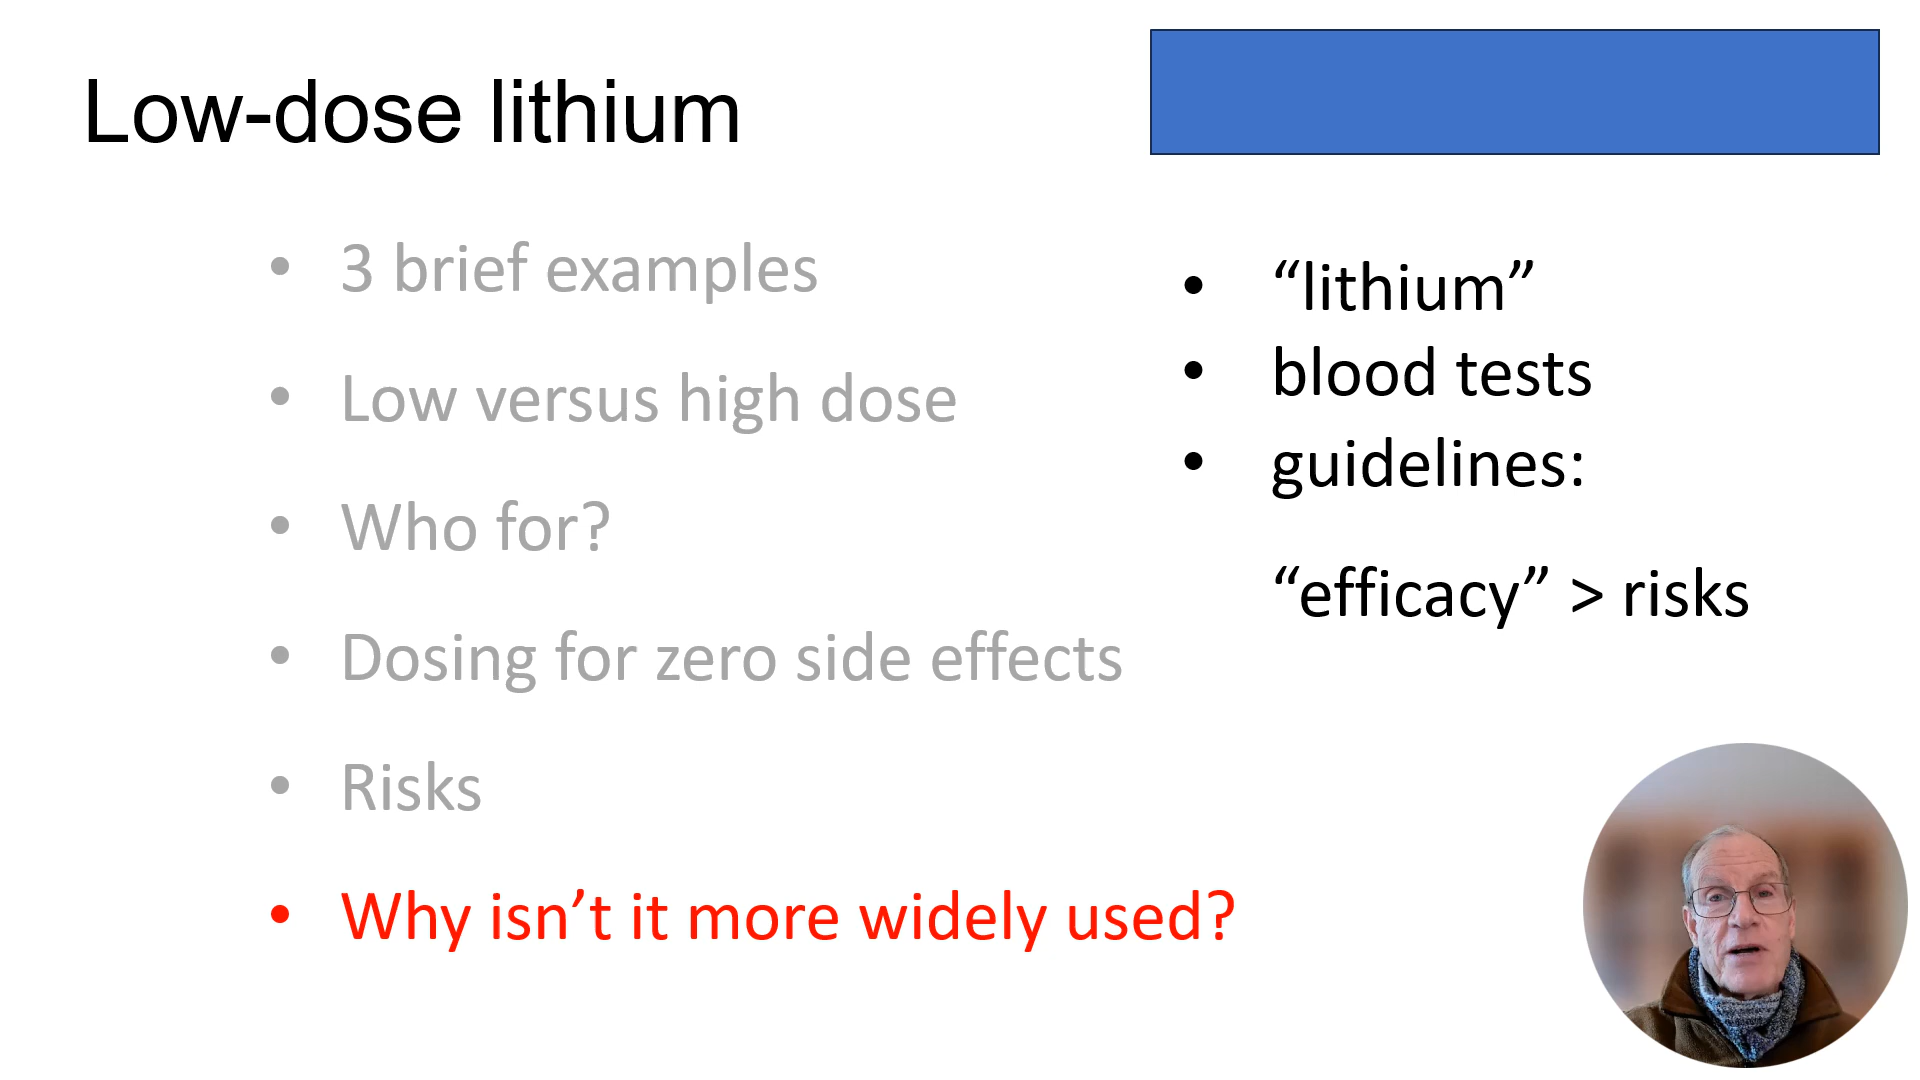 Low-dose lithium
• 3 brief examples
• Low versus high dose
• Who for?
• Dosing for zero side effects
• Risks
• Why isn’t it more widely used?
• “lithium”
• blood tests
• guidelines:
“efficacy” > risks